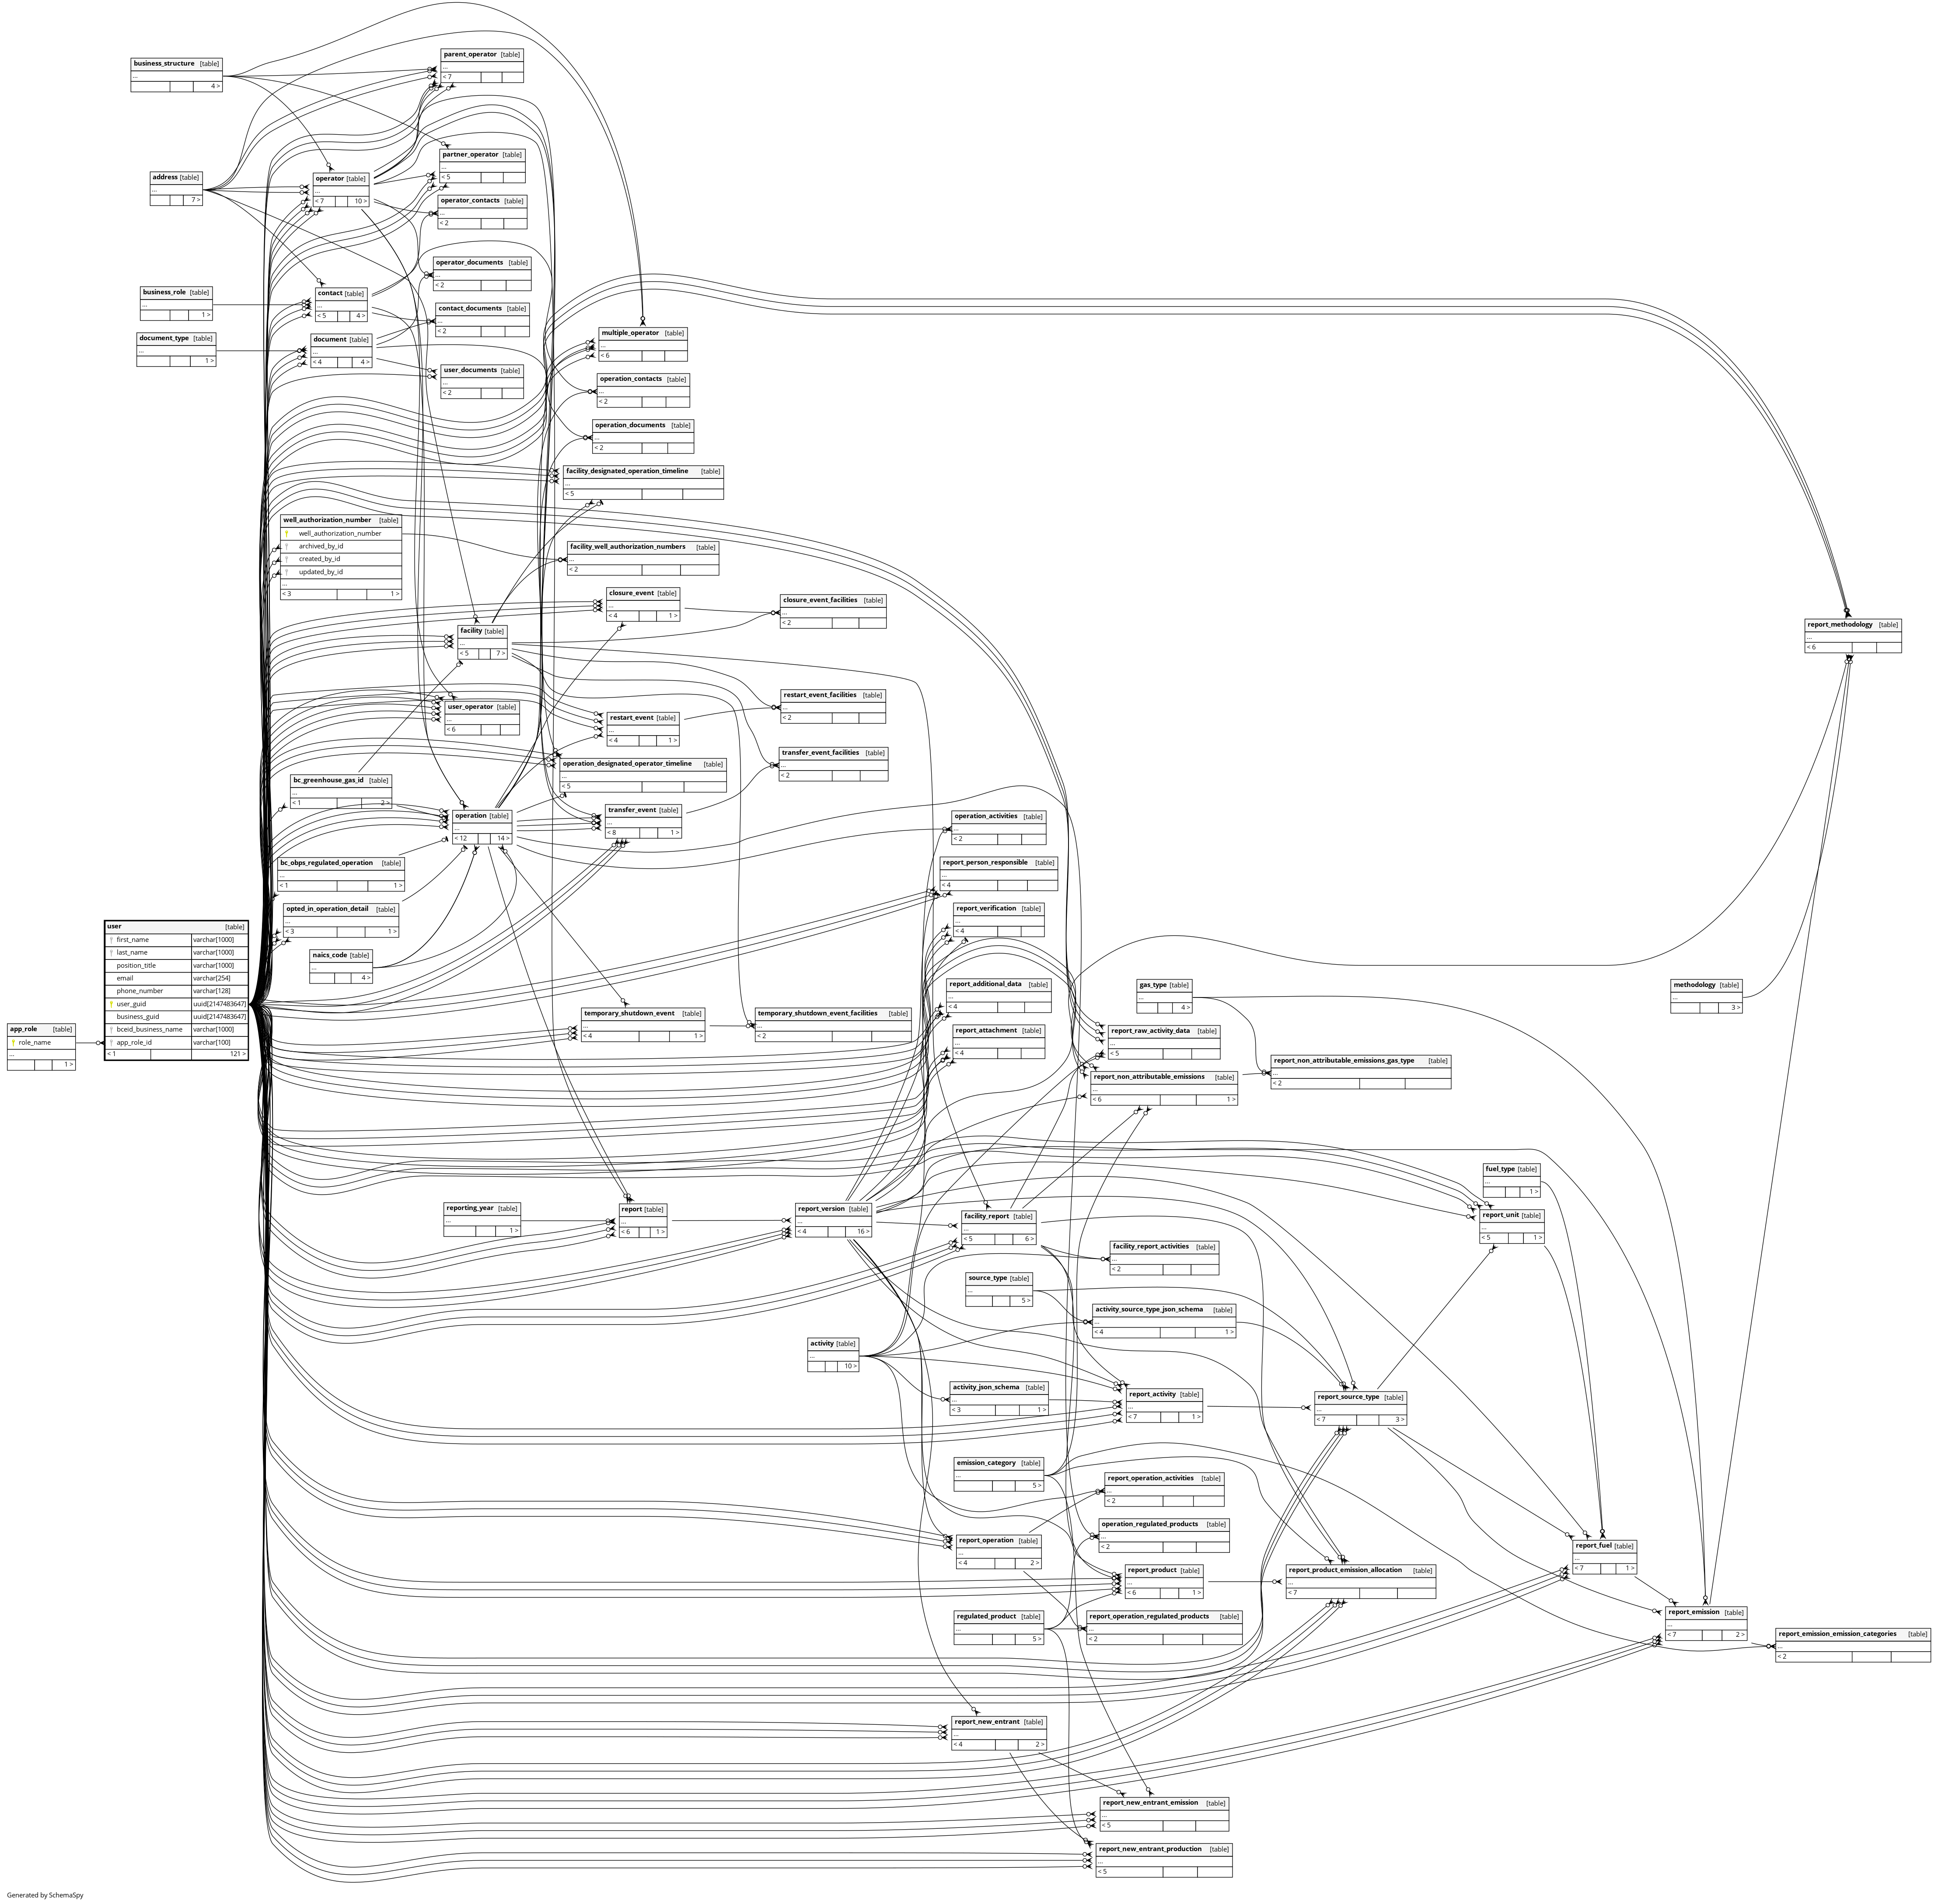 parent_operator [table]
...
< 7
business_structure [table]
...
4 >
partner_operator [table]
...
< 5
address [table]
...
7 >
operator [table]
...
< 7 10 >
operator_contacts [table]
...
< 2
operator_documents [table]
...
< 2
business_role [table]
...
1 >
contact [table]
...
< 5 4 >
contact_documents [table]
...
< 2
multiple_operator [table]
...
< 6
document_type [table]
...
1 >
document [table]
...
< 4 4 >
user_documents [table]
...
< 2
operation_contacts [table]
...
< 2
operation_documents [table]
...
< 2
facility_designated_operation_timeline [table]
...
< 5
well_authorization_number [table]
well_authorization_number
archived_by_id
created_by_id
updated_by_id
...
< 3 1 >
facility_well_authorization_numbers [table]
...
< 2
closure_event [table]
...
< 4 1 >
closure_event_facilities [table]
...
< 2
facility [table]
...
< 5 7 >
report_methodology [table]
...
< 6
user_operator [table]
...
< 6
restart_event [table]
...
< 4 1 >
restart_event_facilities [table]
...
< 2
transfer_event_facilities [table]
...
< 2
operation_designated_operator_timeline [table]
...
< 5
bc_greenhouse_gas_id [table]
...
< 1 2 >
operation [table]
...
< 12 14 >
transfer_event [table]
...
< 8 1 >
operation_activities [table]
...
< 2
bc_obps_regulated_operation [table]
...
< 1 1 >
report_person_responsible [table]
...
< 4
opted_in_operation_detail [table]
...
< 3 1 >
report_verification [table]
...
< 4
user [table]
first_name varchar[1000]
last_name varchar[1000]
position_title varchar[1000]
email varchar[254]
phone_number varchar[128]
user_guid uuid[2147483647]
business_guid uuid[2147483647]
bceid_business_name varchar[1000]
app_role_id varchar[100]
< 1 121 >
naics_code [table]
...
4 >
report_additional_data [table]
...
< 4
gas_type [table]
...
4 >
methodology [table]
...
3 >
app_role [table]
role_name
...
1 >
temporary_shutdown_event [table]
...
< 4 1 >
temporary_shutdown_event_facilities [table]
...
< 2
report_attachment [table]
...
< 4
report_raw_activity_data [table]
...
< 5
report_non_attributable_emissions [table]
...
< 6 1 >
report_non_attributable_emissions_gas_type [table]
...
< 2
fuel_type [table]
...
1 >
reporting_year [table]
...
1 >
report [table]
...
< 6 1 >
report_version [table]
...
< 4 16 >
facility_report [table]
...
< 5 6 >
report_unit [table]
...
< 5 1 >
facility_report_activities [table]
...
< 2
source_type [table]
...
5 >
activity_source_type_json_schema [table]
...
< 4 1 >
activity [table]
...
10 >
activity_json_schema [table]
...
< 3 1 >
report_activity [table]
...
< 7 1 >
report_source_type [table]
...
< 7 3 >
emission_category [table]
...
5 >
report_operation_activities [table]
...
< 2
operation_regulated_products [table]
...
< 2
report_operation [table]
...
< 4 2 >
report_fuel [table]
...
< 7 1 >
report_product [table]
...
< 6 1 >
report_product_emission_allocation [table]
...
< 7
regulated_product [table]
...
5 >
report_operation_regulated_products [table]
...
< 2
report_emission [table]
...
< 7 2 >
report_emission_emission_categories [table]
...
< 2
report_new_entrant [table]
...
< 4 2 >
report_new_entrant_emission [table]
...
< 5
report_new_entrant_production [table]
...
< 5
Generated by SchemaSpy